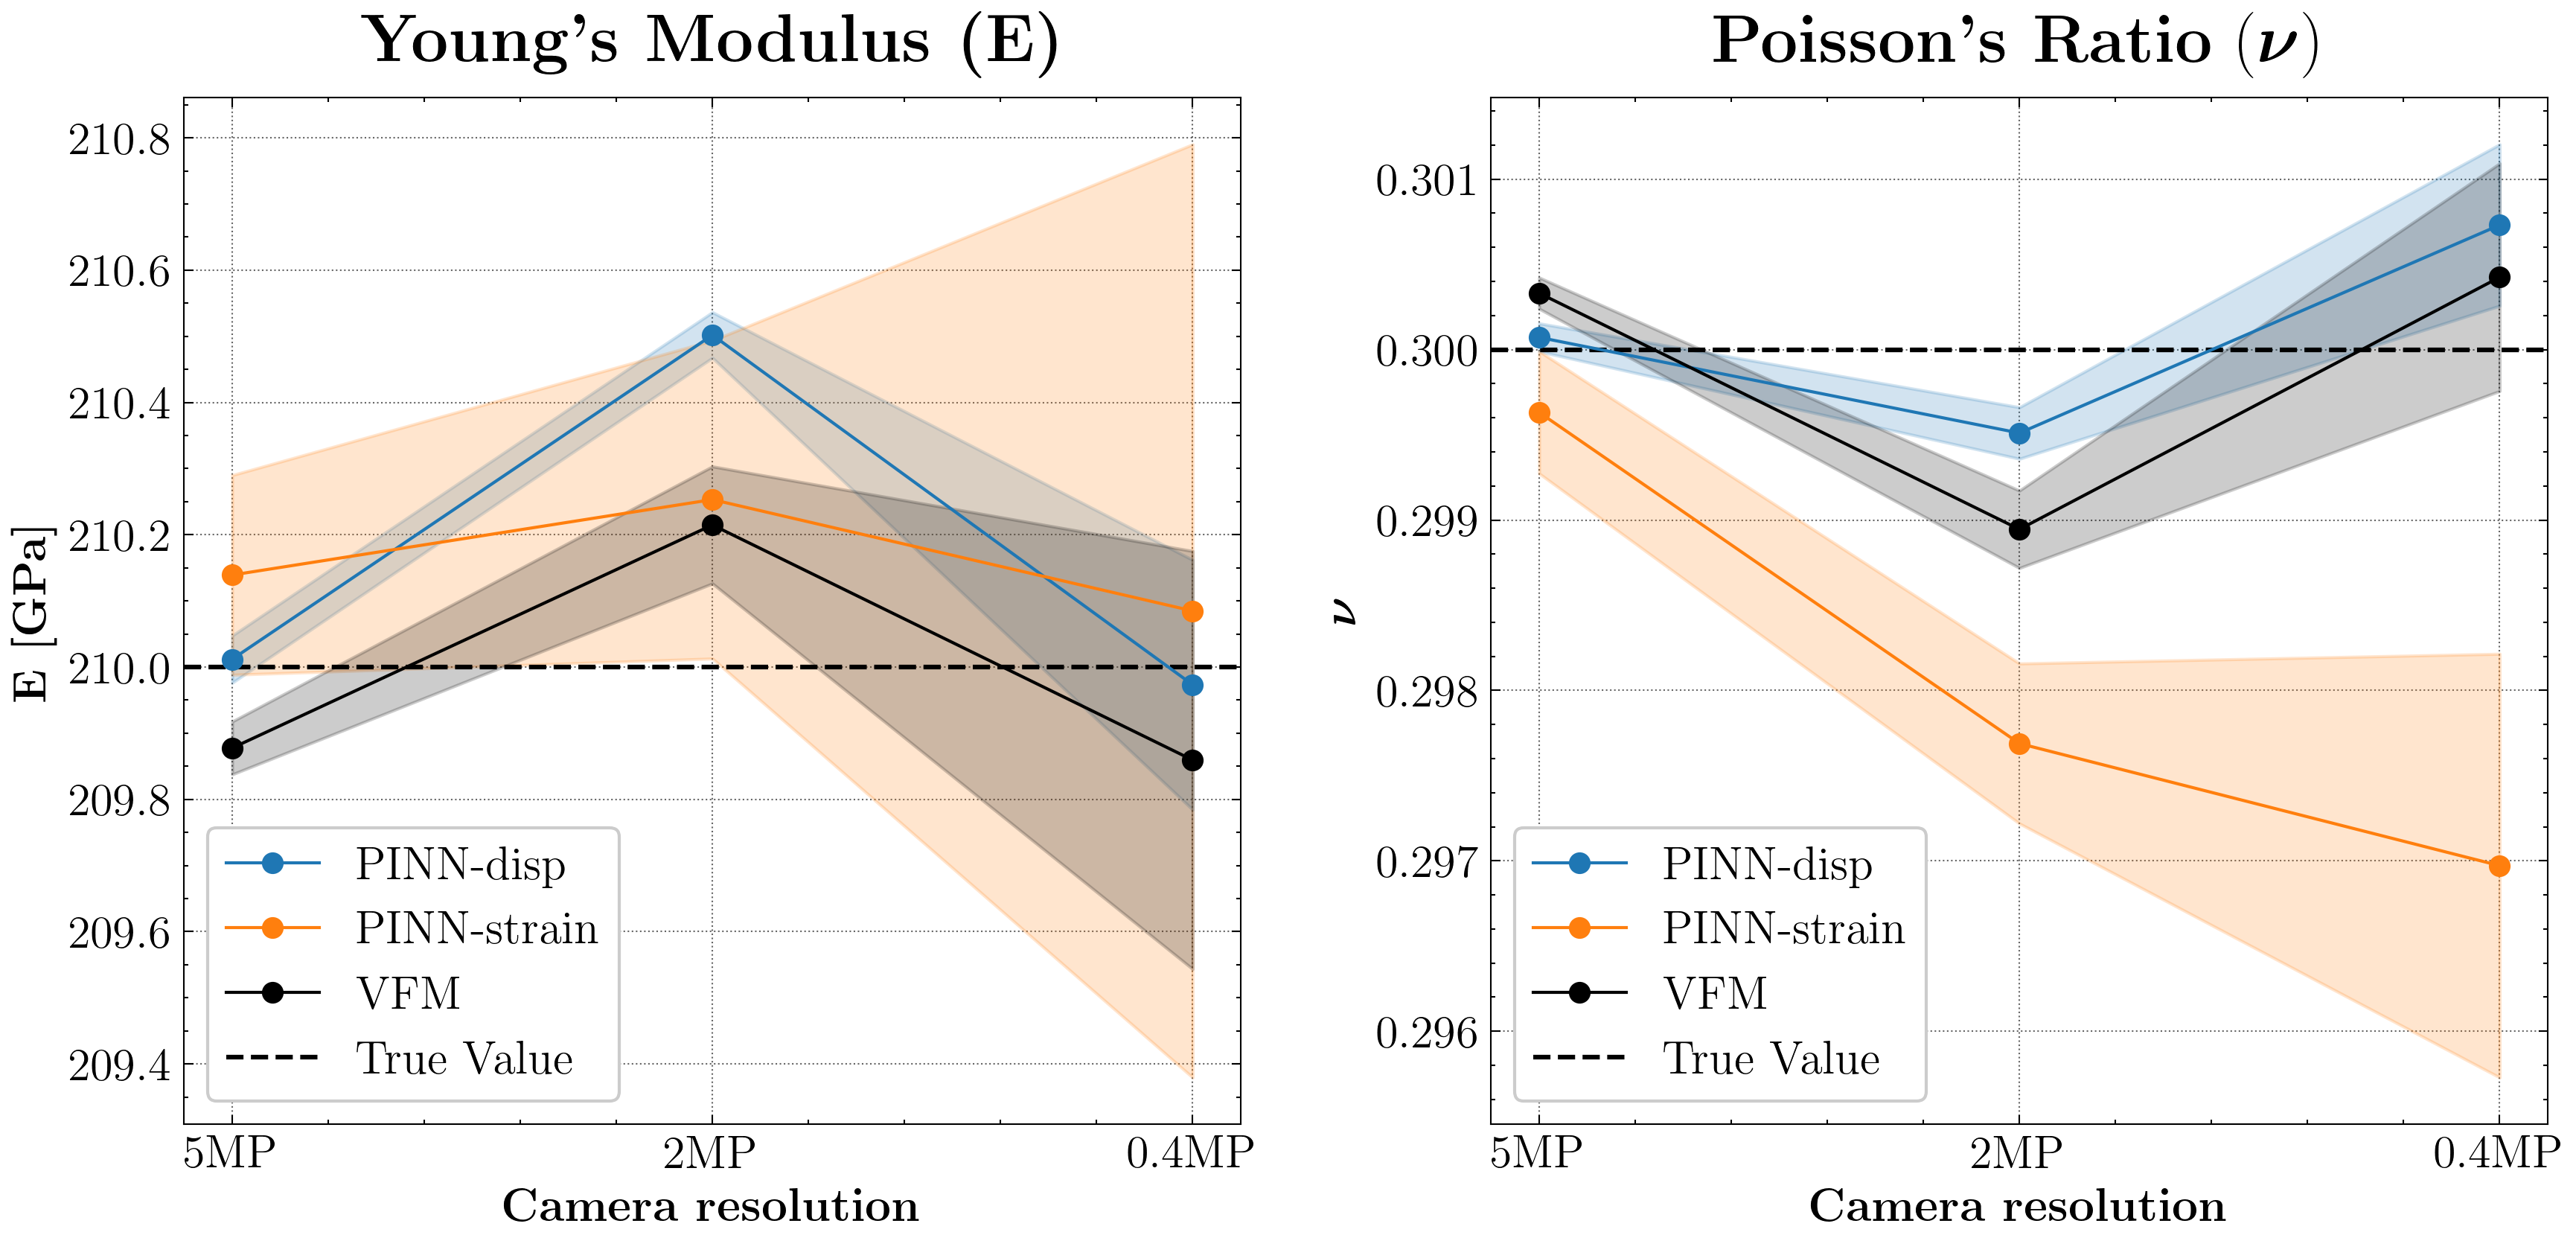 Young's Modulus (E)
210.8
210.6
210.4
210.2
210.0
209.8
209.6
209.4
E [GPa]
PINN-disp
PINN-strain
VFM
True Value
5MP
2MP
0.4MP
Camera resolution
Poisson's Ratio (ν)
0.301
0.300
0.299
0.298
0.297
0.296
ν
PINN-disp
PINN-strain
VFM
True Value
5MP
2MP
0.4MP
Camera resolution